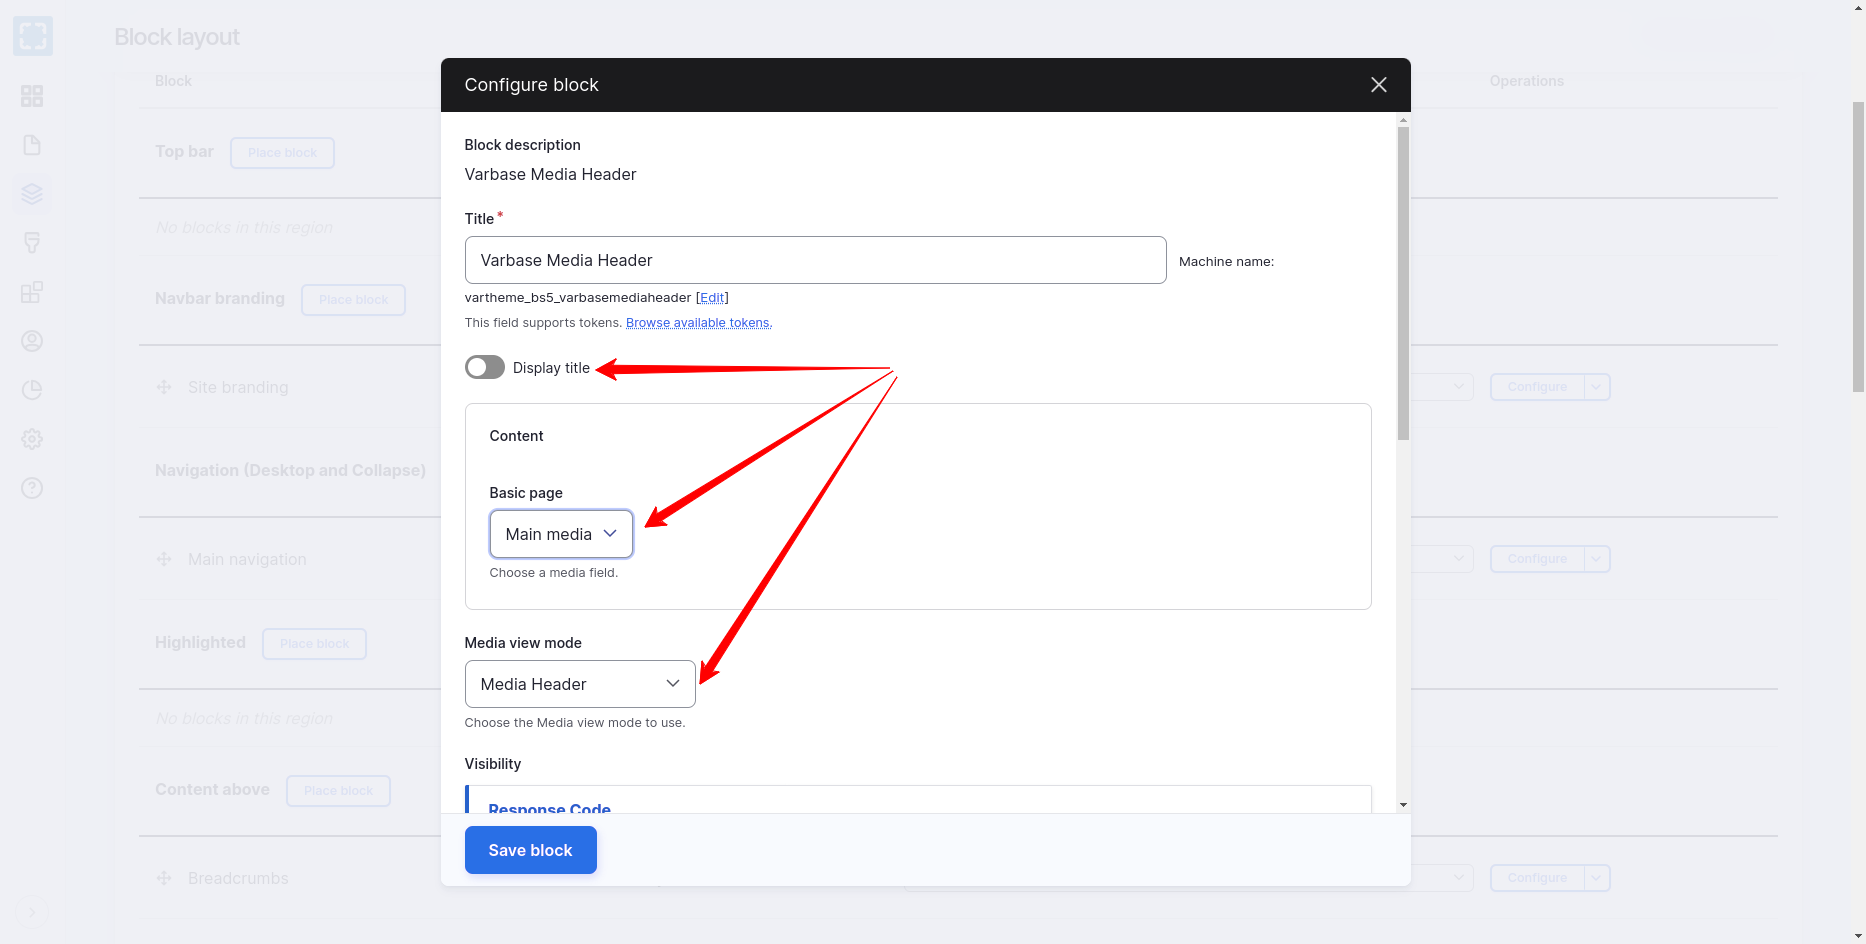 Block layout
Block
Operations
Top bar
Place block
No blocks in this region
Navbar branding
Place block
Site branding
Configure
Navigation (Desktop and Collapse)
Main navigation
Configure
Highlighted
Place block
No blocks in this region
Content above
Place block
Breadcrumbs
Configure
Configure block
Block description
Varbase Media Header
Title*
Varbase Media Header
Machine name:
vartheme_bs5_varbasemediaheader [Edit]
This field supports tokens. Browse available tokens.
Display title
Content
Basic page
Main media
Choose a media field.
Media view mode
Media Header
Choose the Media view mode to use.
Visibility
Response Code
Save block